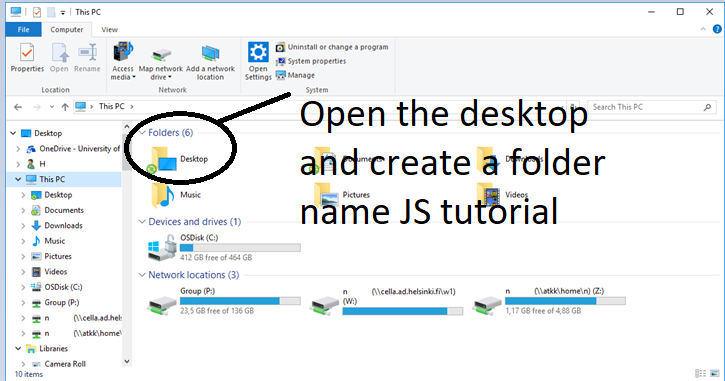 This PC
File
Computer
View
Properties
Open
Rename
Access media
Map network drive
Add a network location
Open Settings
Uninstall or change a program
System properties
Manage
Location
Network
System
This PC
Search This PC
Desktop
OneDrive - University of
H
This PC
Desktop
Documents
Downloads
Music
Pictures
Videos
OSDisk (C:)
Group (P:)
n (\\cella.ad.hels
n (\\atkk\home\
Libraries
Camera Roll
Folders (6)
Desktop
Documents
Downloads
Music
Pictures
Videos
Devices and drives (1)
OSDisk (C:)
412 GB free of 464 GB
Network locations (3)
Group (P:)
23,5 GB free of 136 GB
n (\\cella.ad.helsinki.fi\w1)
(W:)
n (\\atkk\home\n) (Z:)
1,17 GB free of 4,88 GB
Open the desktop
and create a folder
name JS tutorial
64 items